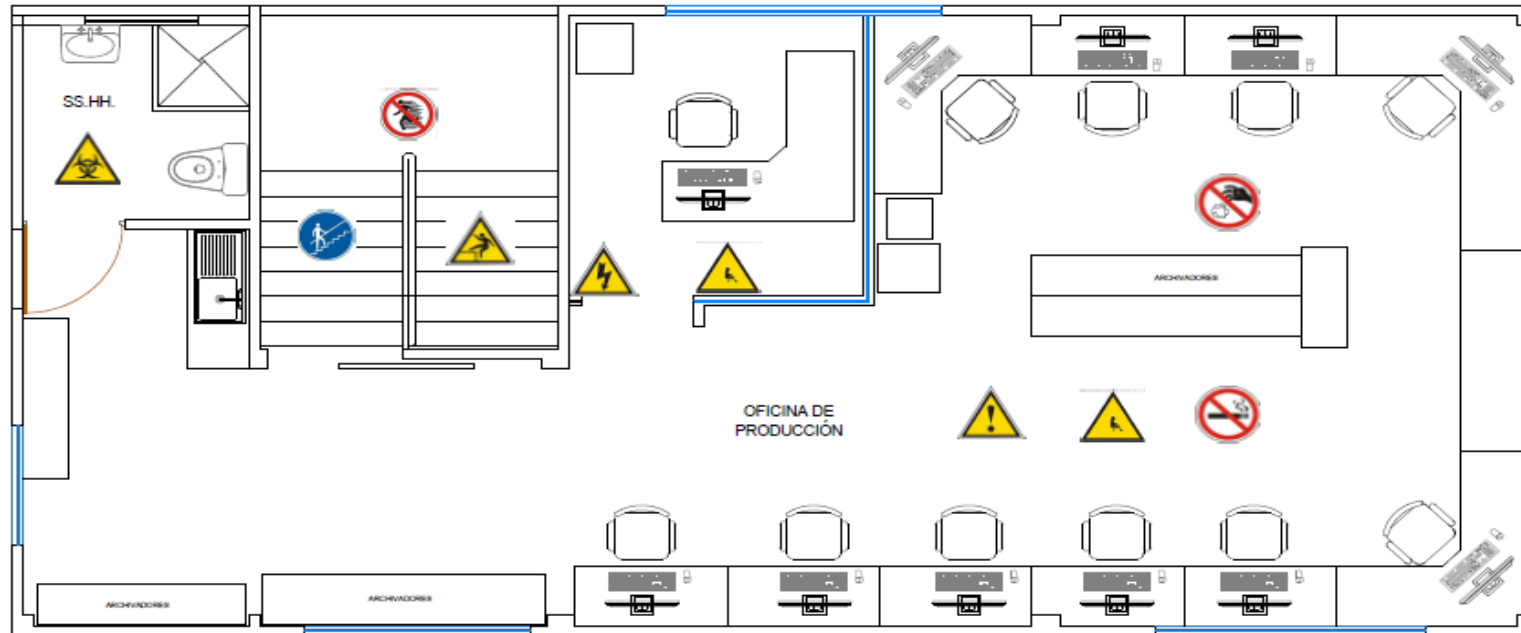 SS.HH.
ARCHIVADORES
OFICINA DE
PRODUCCIÓN
ARCHIVADORES
ARCHIVADORES